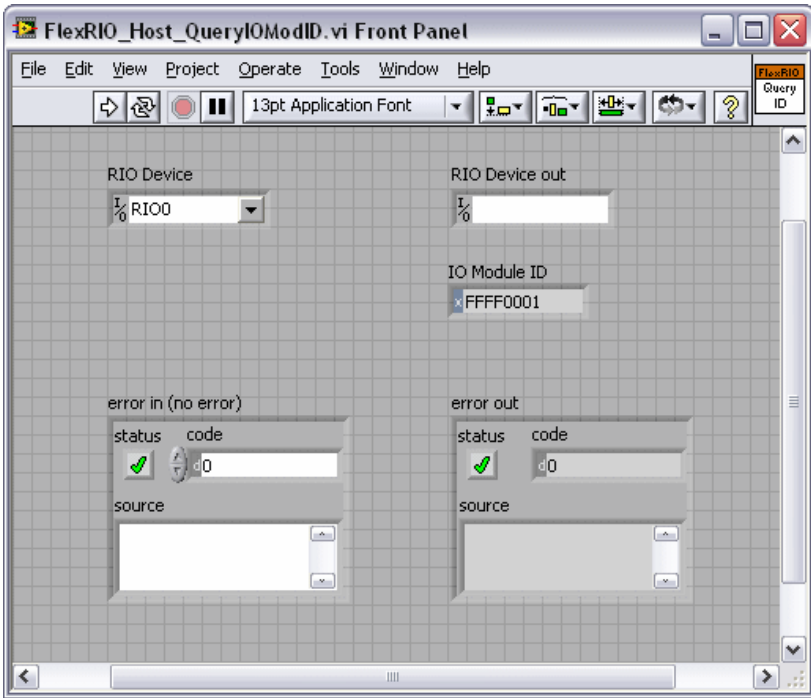 FlexRIO_Host_QueryIOModID.vi Front Panel
File Edit View Project Operate Tools Window Help
FlexRIO
Query
ID
13pt Application Font
RIO Device
RIO Device out
I/O RIO0
I/O
IO Module ID
x FFFF0001
error in (no error)
error out
status code
status code
d 0
d 0
source
source